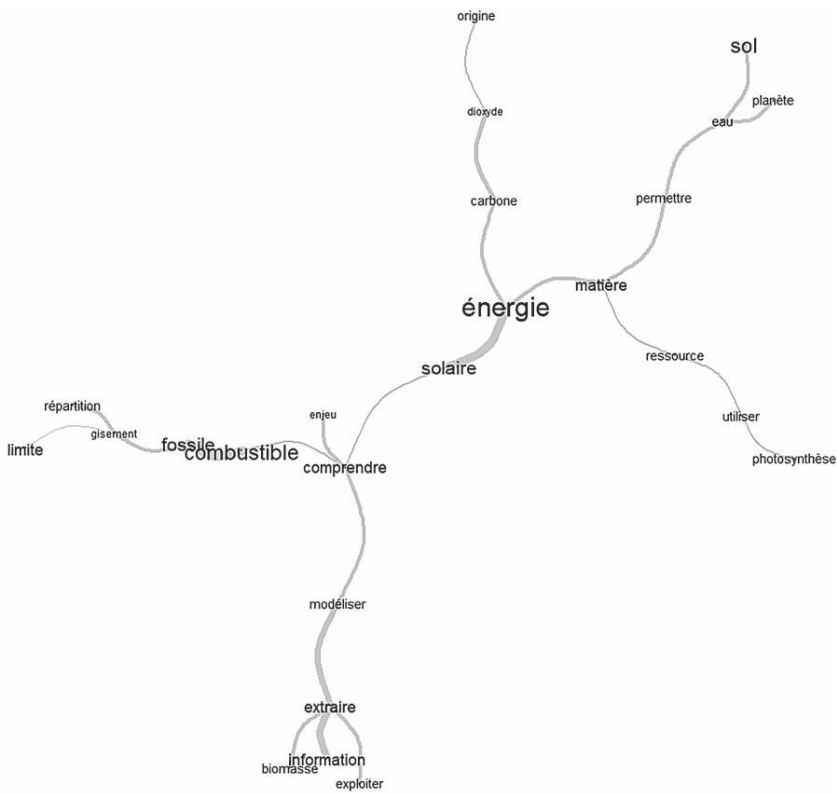 origine
sol
planète
dioxyde
eau
carbone
permettre
matière
énergie
ressource
solaire
répartition
enjeu
utiliser
gisement
limite
fossile
combustible
comprendre
photosynthèse
modéliser
extraire
information
biomasse
exploiter